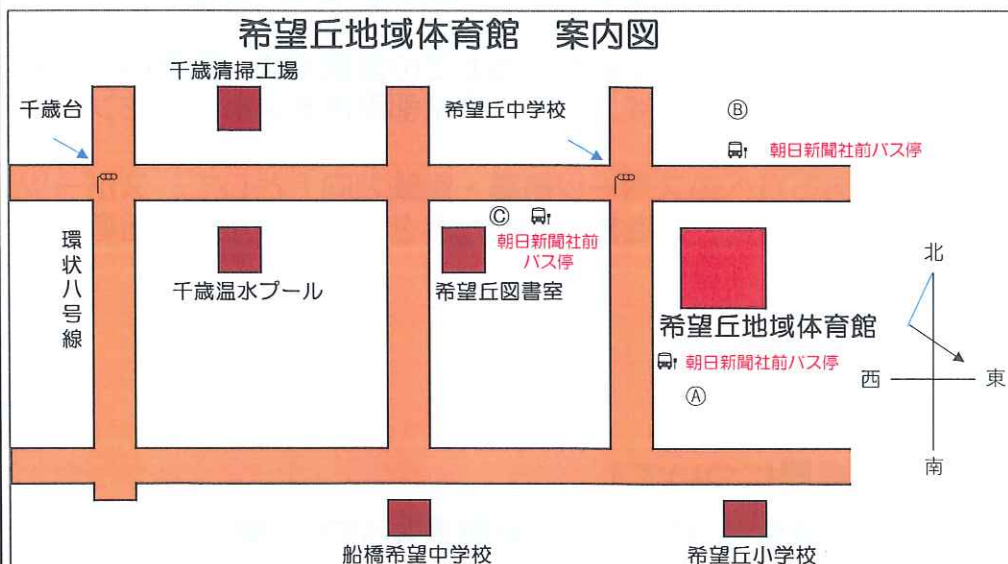 希望丘地域体育館 案内図
千歳清掃工場
千歳台
希望丘中学校
Ⓑ
朝日新聞社前バス停
Ⓒ
朝日新聞社前
バス停
環状八号線
千歳温水プール
希望丘図書室
希望丘地域体育館
朝日新聞社前バス停
Ⓐ
北
西
東
南
船橋希望中学校
希望丘小学校